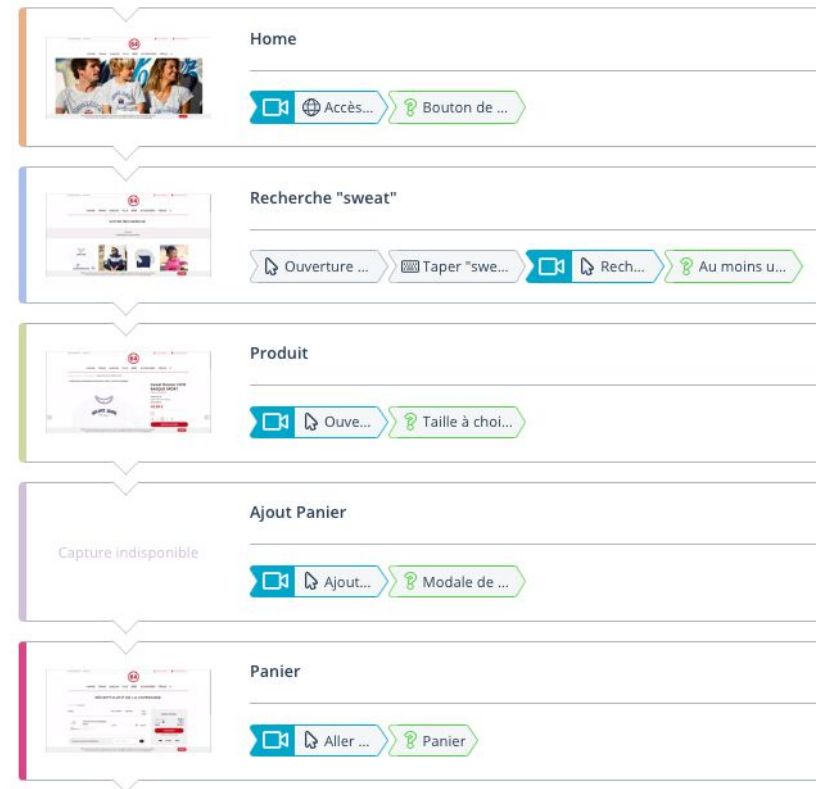 Home
Accès...
Bouton de ...
Recherche "sweat"
Ouverture ...
Taper "swe...
Rech...
Au moins u...
Produit
Ouve...
Taille à choi...
Ajout Panier
Capture indisponible
Ajout...
Modale de ...
Panier
Aller ...
Panier